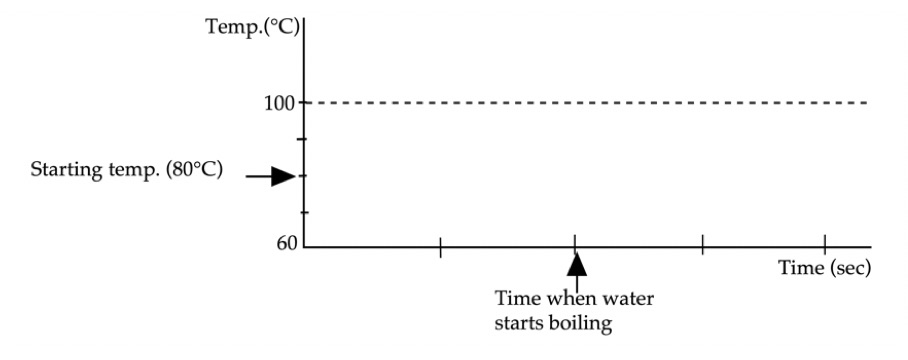 Temp.(°C)
100
Starting temp. (80°C)
60
Time (sec)
Time when water
starts boiling